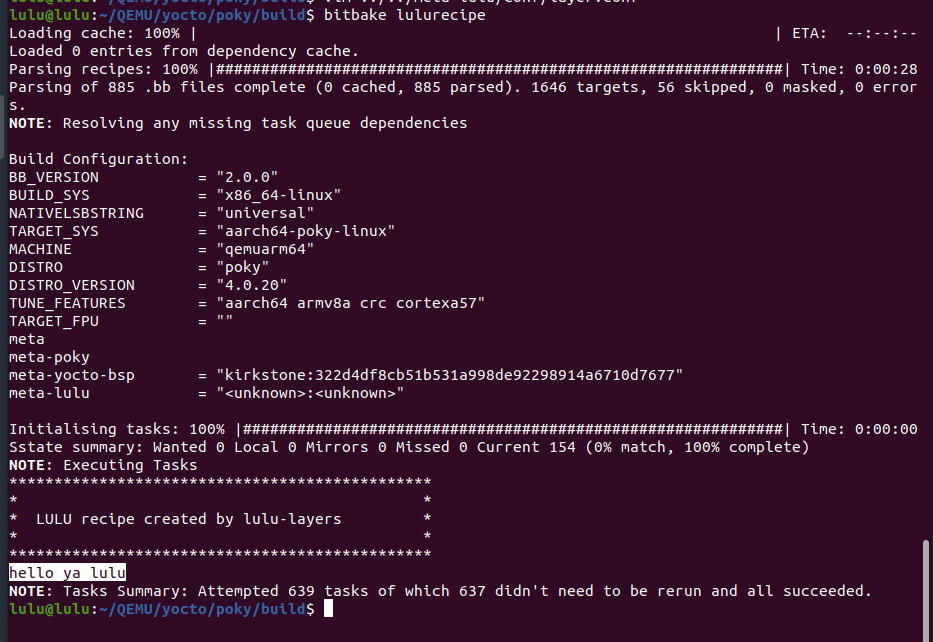 lulu@lulu:~/QEMU/yocto/poky/build$ bitbake lulurecipe
Loading cache: 100% |                                                                 | ETA:  --:--:--
Loaded 0 entries from dependency cache.
Parsing recipes: 100% |###############################################################| Time: 0:00:28
Parsing of 885 .bb files complete (0 cached, 885 parsed). 1646 targets, 56 skipped, 0 masked, 0 error
s.
NOTE: Resolving any missing task queue dependencies
Build Configuration:
BB_VERSION           = "2.0.0"
BUILD_SYS            = "x86_64-linux"
NATIVELSBSTRING      = "universal"
TARGET_SYS           = "aarch64-poky-linux"
MACHINE              = "qemuarm64"
DISTRO               = "poky"
DISTRO_VERSION       = "4.0.20"
TUNE_FEATURES        = "aarch64 armv8a crc cortexa57"
TARGET_FPU           = ""
meta
meta-poky
meta-yocto-bsp       = "kirkstone:322d4df8cb51b531a998de92298914a6710d7677"
meta-lulu            = "<unknown>:<unknown>"
Initialising tasks: 100% |############################################################| Time: 0:00:00
Sstate summary: Wanted 0 Local 0 Mirrors 0 Missed 0 Current 154 (0% match, 100% complete)
NOTE: Executing Tasks
***********************************************
*                                             *
*  LULU recipe created by lulu-layers         *
*                                             *
***********************************************
hello ya lulu
NOTE: Tasks Summary: Attempted 639 tasks of which 637 didn't need to be rerun and all succeeded.
lulu@lulu:~/QEMU/yocto/poky/build$